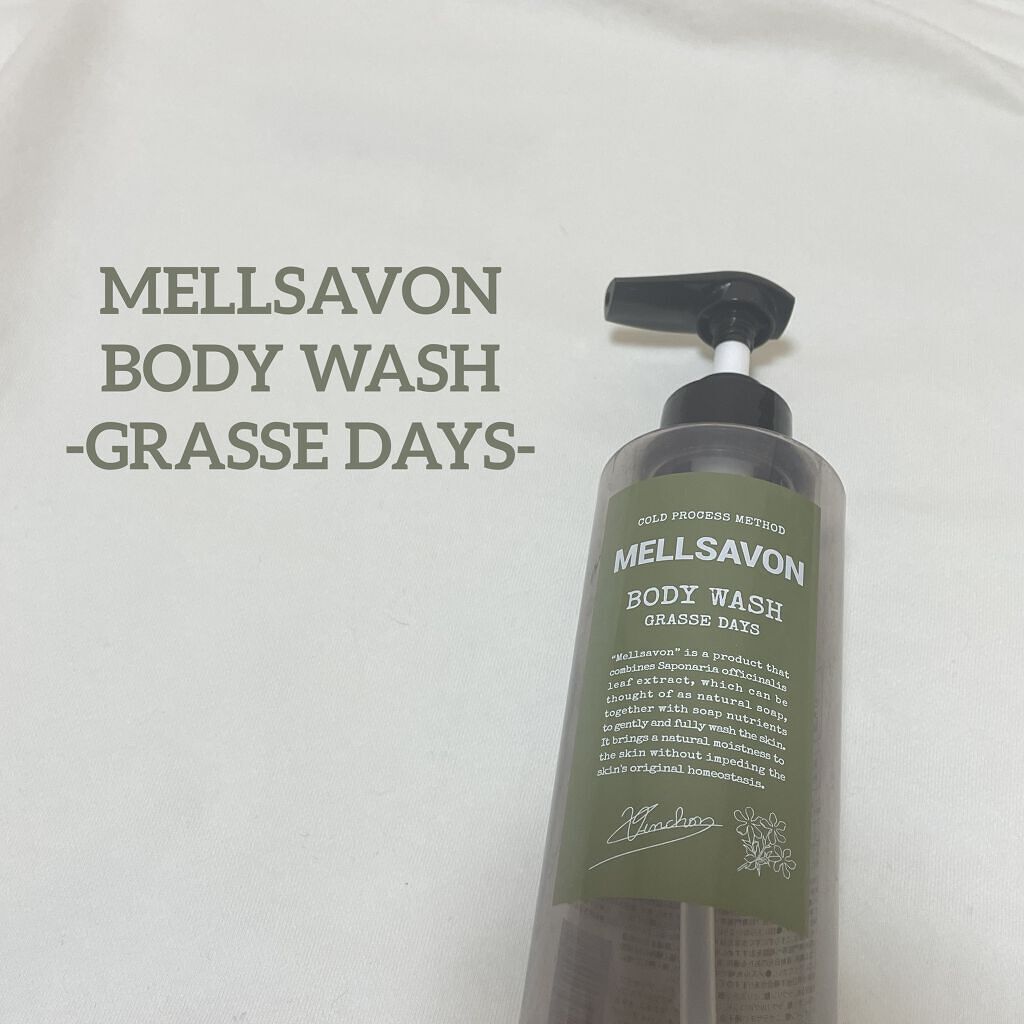 MELLSAVON
BODY WASH
-GRASSE DAYS-
COLD PROCESS METHOD
MELLSAVON
BODY WASH
GRASSE DAYS
"Mellsavon" is a product that
combines Saponaria officinalis
leaf extract, which can be
thought of as natural soap,
together with soap nutrients
to gently and fully wash the skin.
It brings a natural moistness to
the skin without impeding the
skin's original homeostasis.